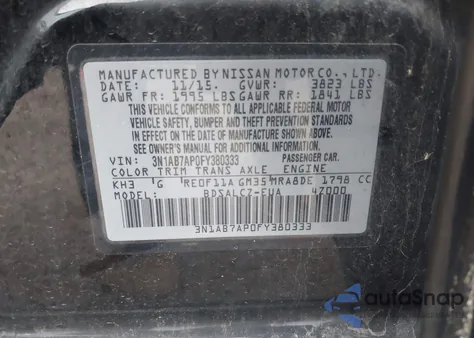 MANUFACTURED BY NISSAN MOTOR CO., LTD.
DATE: 11/15. GVWR: 3823 LBS
GAWR FR: 1995 LBS GAWR RR: 1841 LBS
THIS VEHICLE CONFORMS TO ALL APPLICABLE FEDERAL MOTOR
VEHICLE SAFETY, BUMPER AND THEFT PREVENTION STANDARDS
IN EFFECT ON THE DATE OF MANUFACTURE SHOWN ABOVE.
SEE OWNER'S MANUAL FOR ADDITIONAL INFORMATION
VIN: 3N1AB7AP0FY380333 PASSENGER CAR.
COLOR TRIM TRANS AXLE ENGINE
KH3 G RE0F11A GM35 MRA8DE 1798 CC
MODEL: BDSALCZ-EUA 4Z000
3N1AB7AP0FY380333
autoSnap